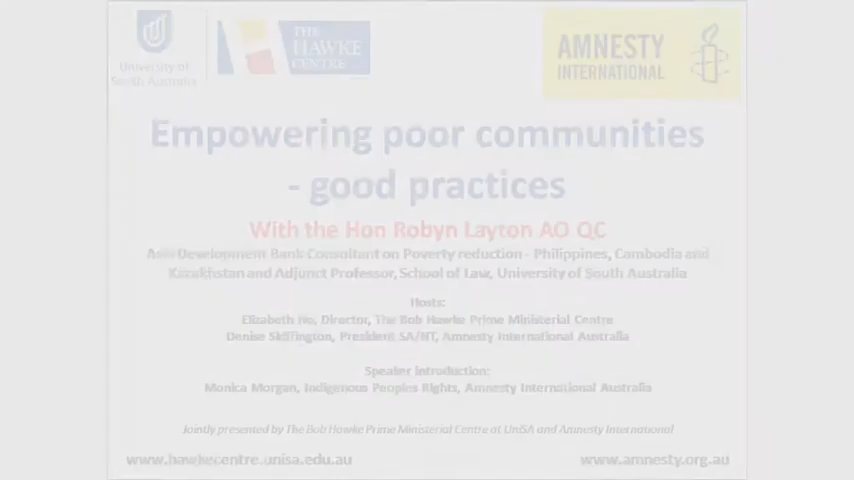 University of
South Australia
THE
HAWKE
CENTRE
AMNESTY
INTERNATIONAL
Empowering poor communities
- good practices
With the Hon Robyn Layton AO QC
Asia Development Bank Consultant on Poverty reduction - Philippines, Cambodia and
Kazakhstan and Adjunct Professor, School of Law, University of South Australia
Hosts:
Elizabeth Ho, Director, The Bob Hawke Prime Ministerial Centre
Denise Skiffington, President SA/NT, Amnesty International Australia
Speaker introduction:
Monica Morgan, Indigenous Peoples Rights, Amnesty International Australia
Jointly presented by The Bob Hawke Prime Ministerial Centre at UniSA and Amnesty International
www.hawkecentre.unisa.edu.au
www.amnesty.org.au